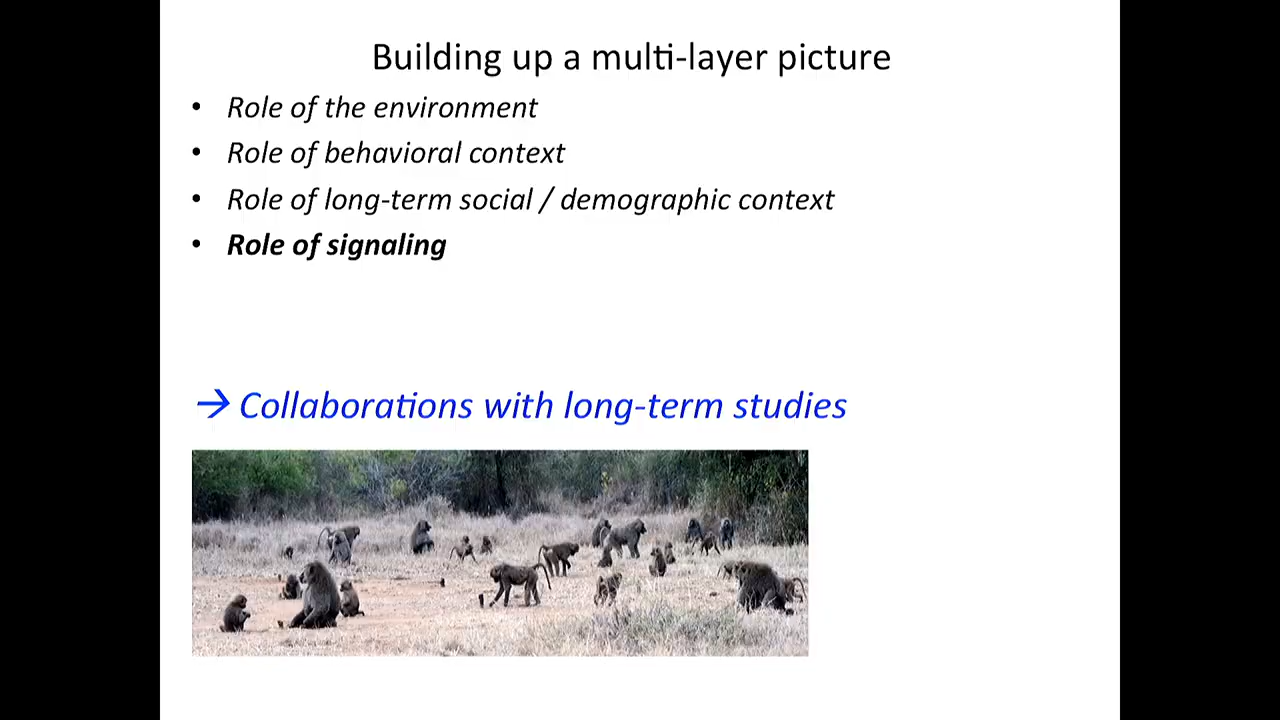 Building up a multi-layer picture
• Role of the environment
• Role of behavioral context
• Role of long-term social / demographic context
• Role of signaling
→ Collaborations with long-term studies